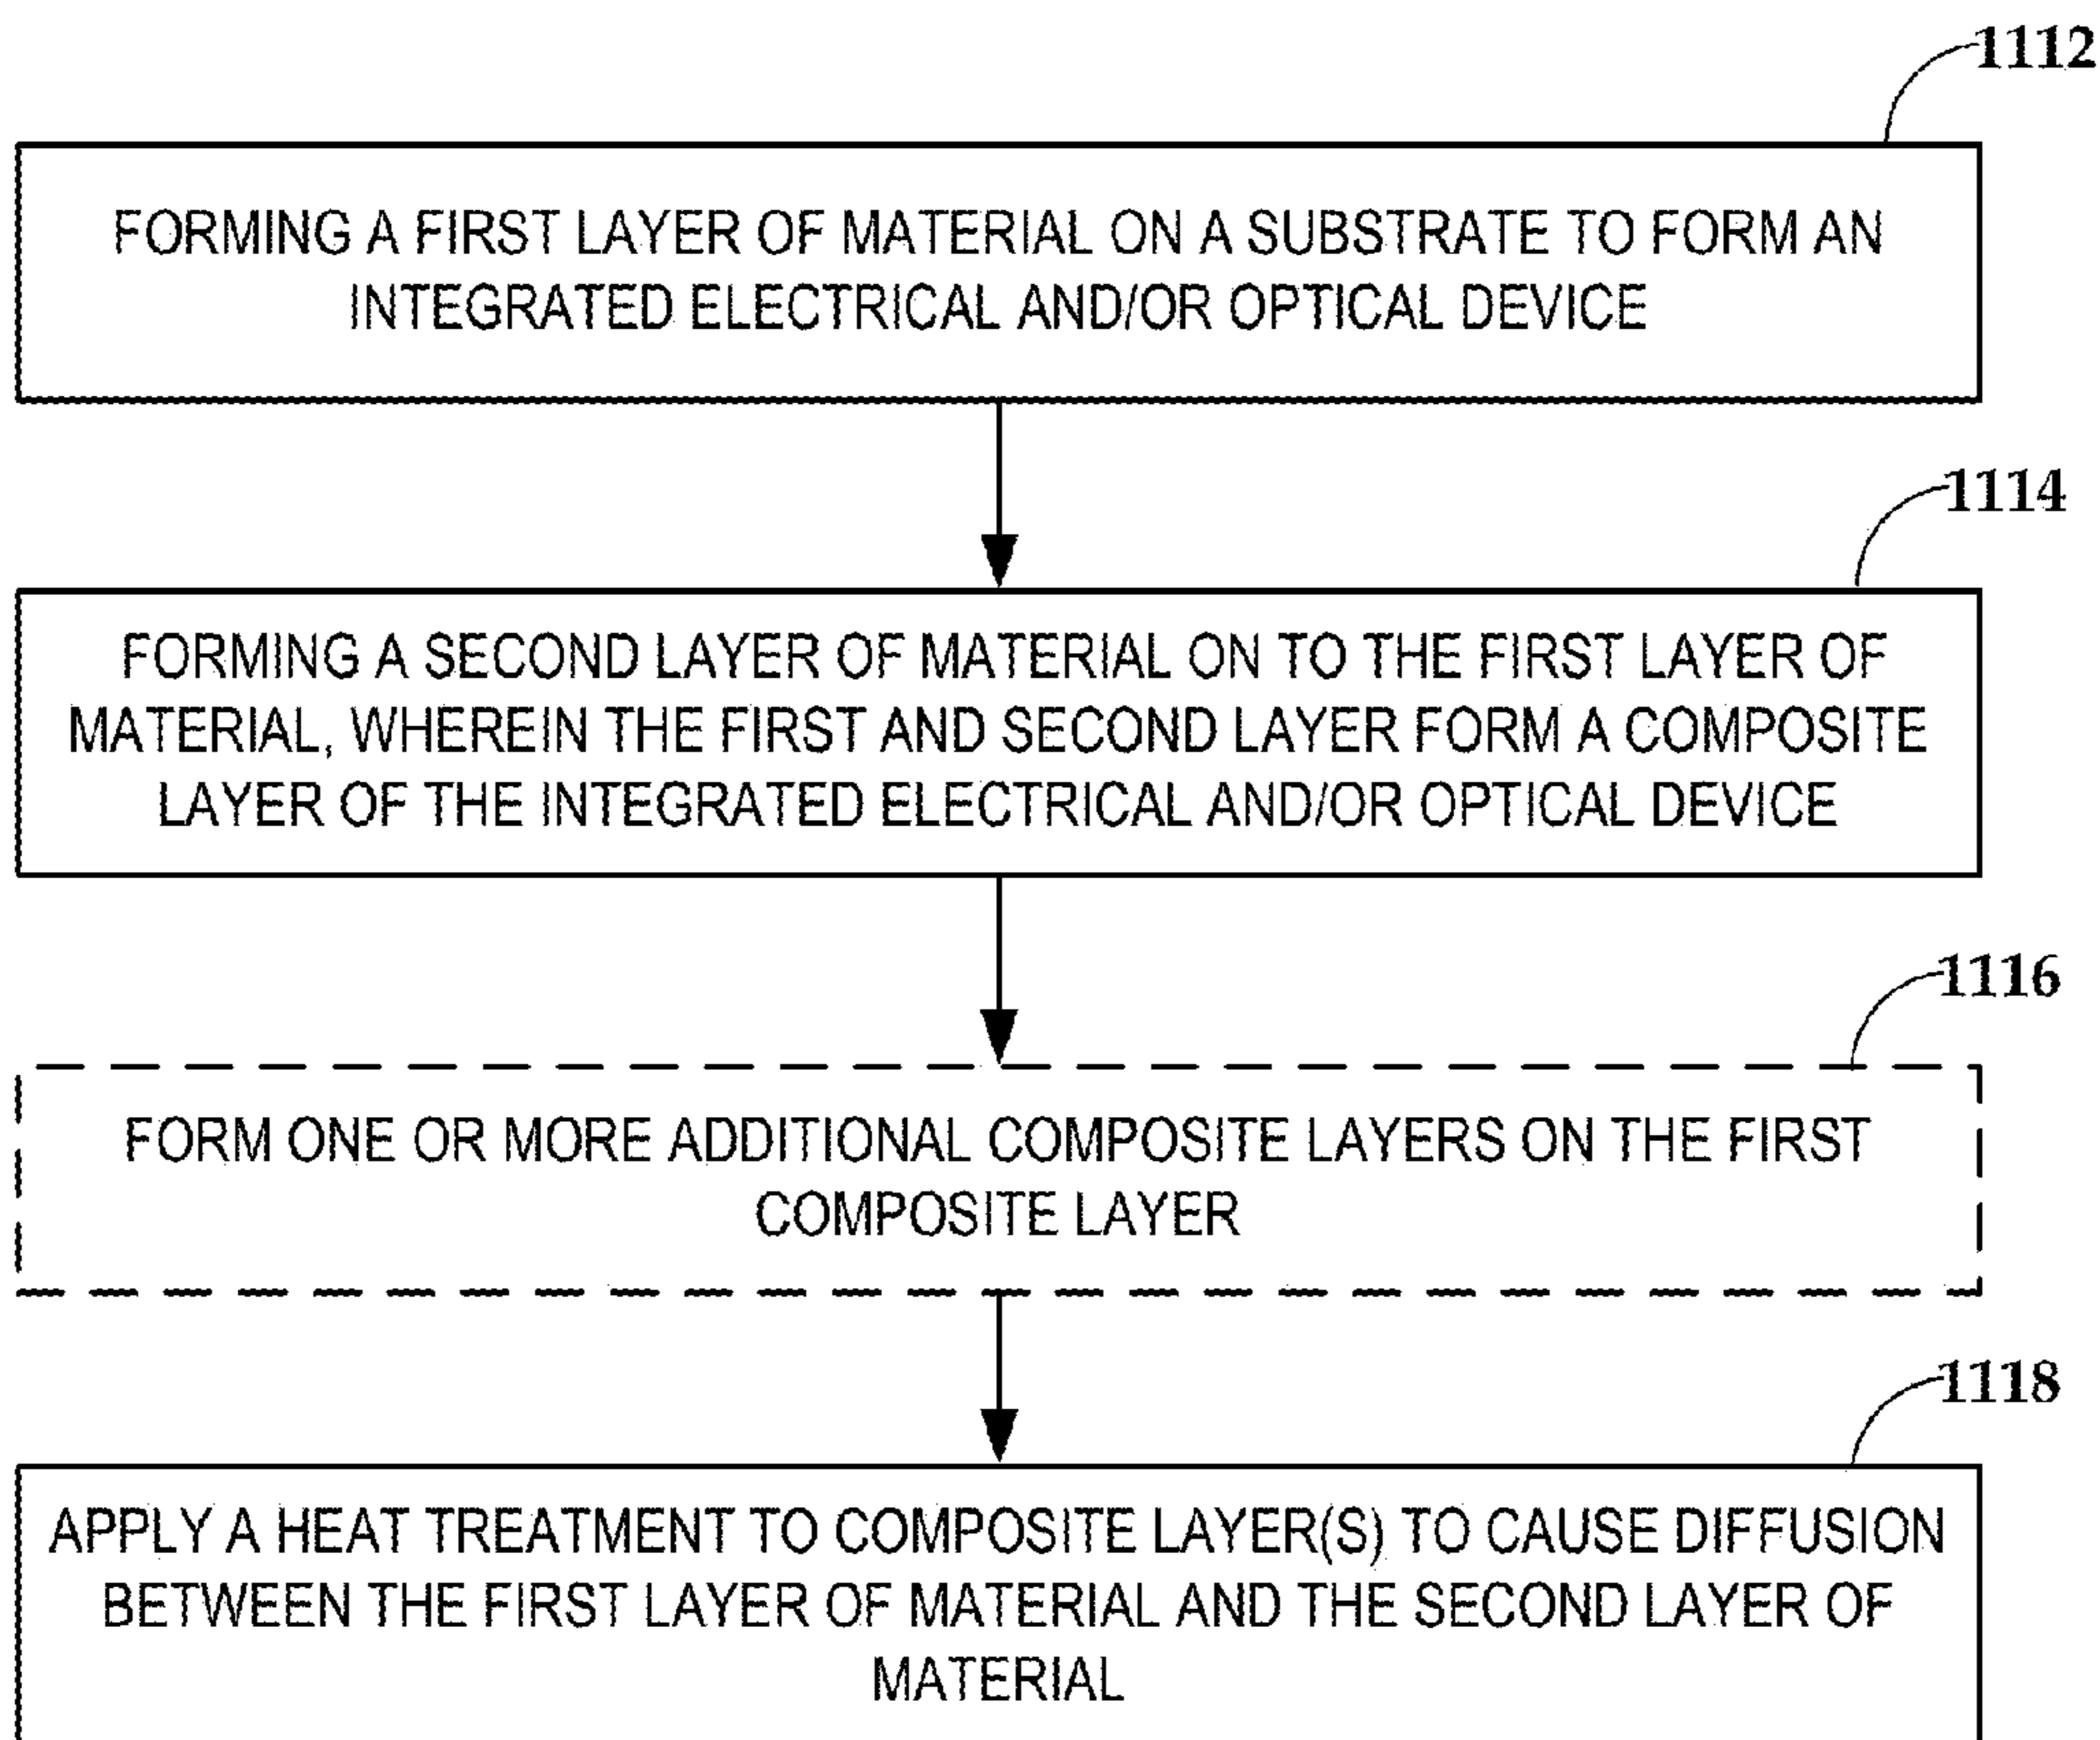 1112
FORMING A FIRST LAYER OF MATERIAL ON A SUBSTRATE TO FORM AN
INTEGRATED ELECTRICAL AND/OR OPTICAL DEVICE
1114
FORMING A SECOND LAYER OF MATERIAL ON TO THE FIRST LAYER OF
MATERIAL, WHEREIN THE FIRST AND SECOND LAYER FORM A COMPOSITE
LAYER OF THE INTEGRATED ELECTRICAL AND/OR OPTICAL DEVICE
1116
FORM ONE OR MORE ADDITIONAL COMPOSITE LAYERS ON THE FIRST
COMPOSITE LAYER
1118
APPLY A HEAT TREATMENT TO COMPOSITE LAYER(S) TO CAUSE DIFFUSION
BETWEEN THE FIRST LAYER OF MATERIAL AND THE SECOND LAYER OF
MATERIAL